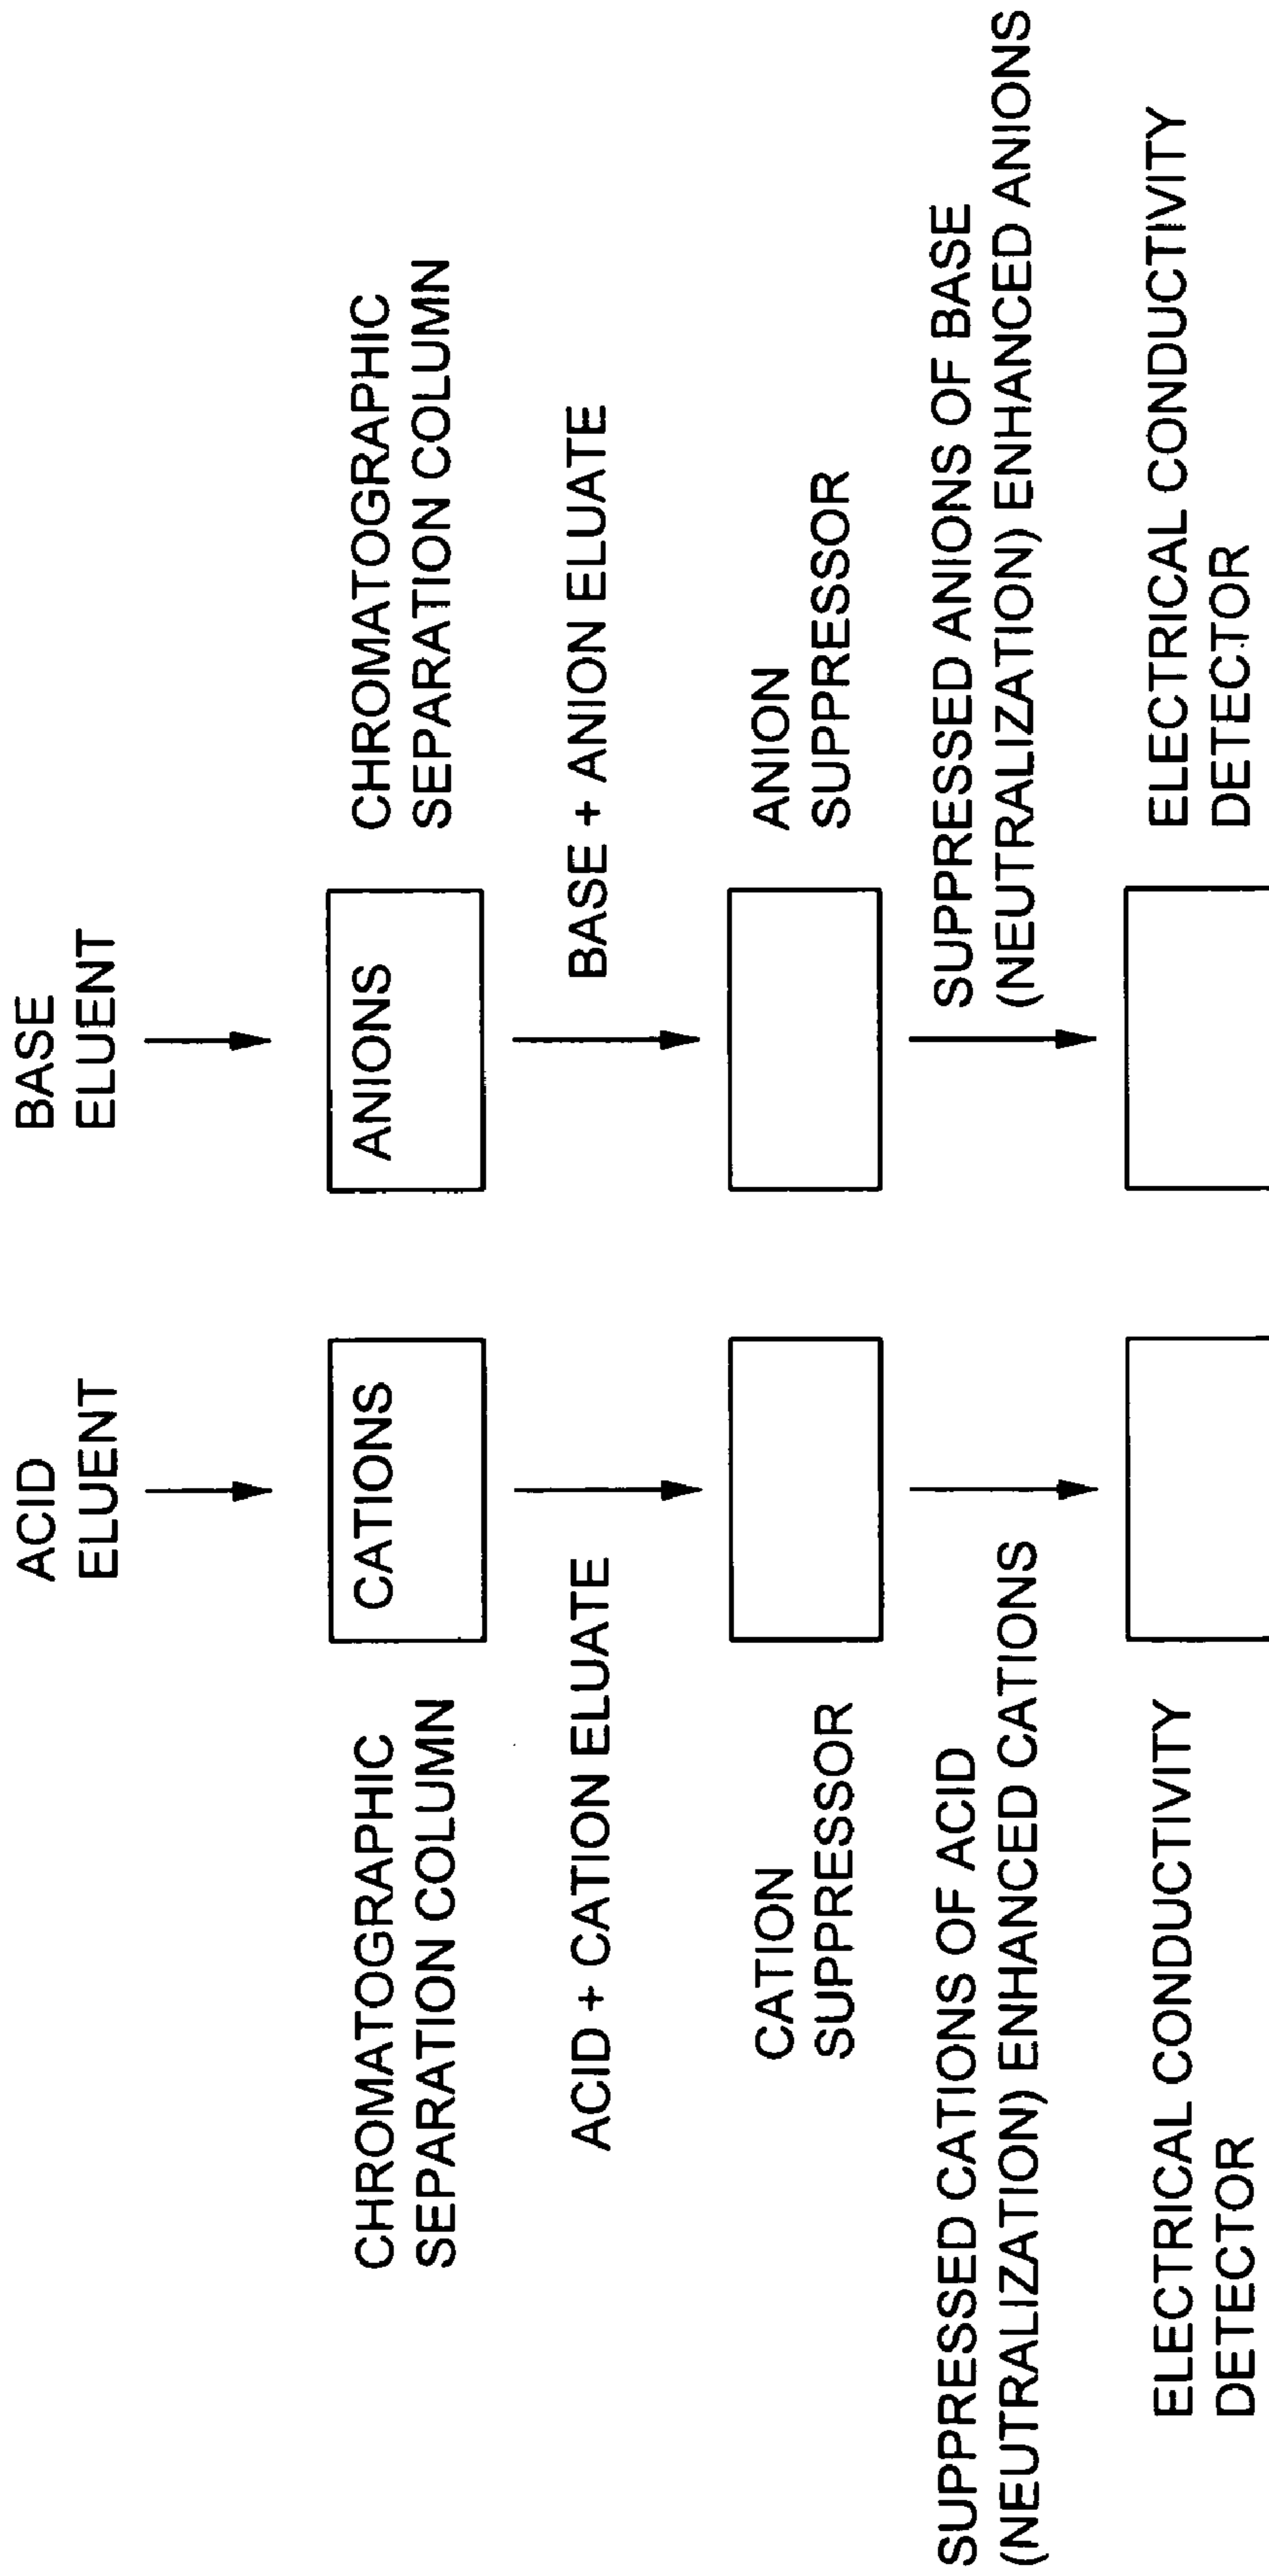 ACID
ELUENT
CHROMATOGRAPHIC
SEPARATION COLUMN
CATIONS
ACID + CATION ELUATE
CATION
SUPPRESSOR
SUPPRESSED CATIONS OF ACID
(NEUTRALIZATION) ENHANCED CATIONS
ELECTRICAL CONDUCTIVITY
DETECTOR
BASE
ELUENT
ANIONS
CHROMATOGRAPHIC
SEPARATION COLUMN
BASE + ANION ELUATE
ANION
SUPPRESSOR
SUPPRESSED ANIONS OF BASE
(NEUTRALIZATION) ENHANCED ANIONS
ELECTRICAL CONDUCTIVITY
DETECTOR